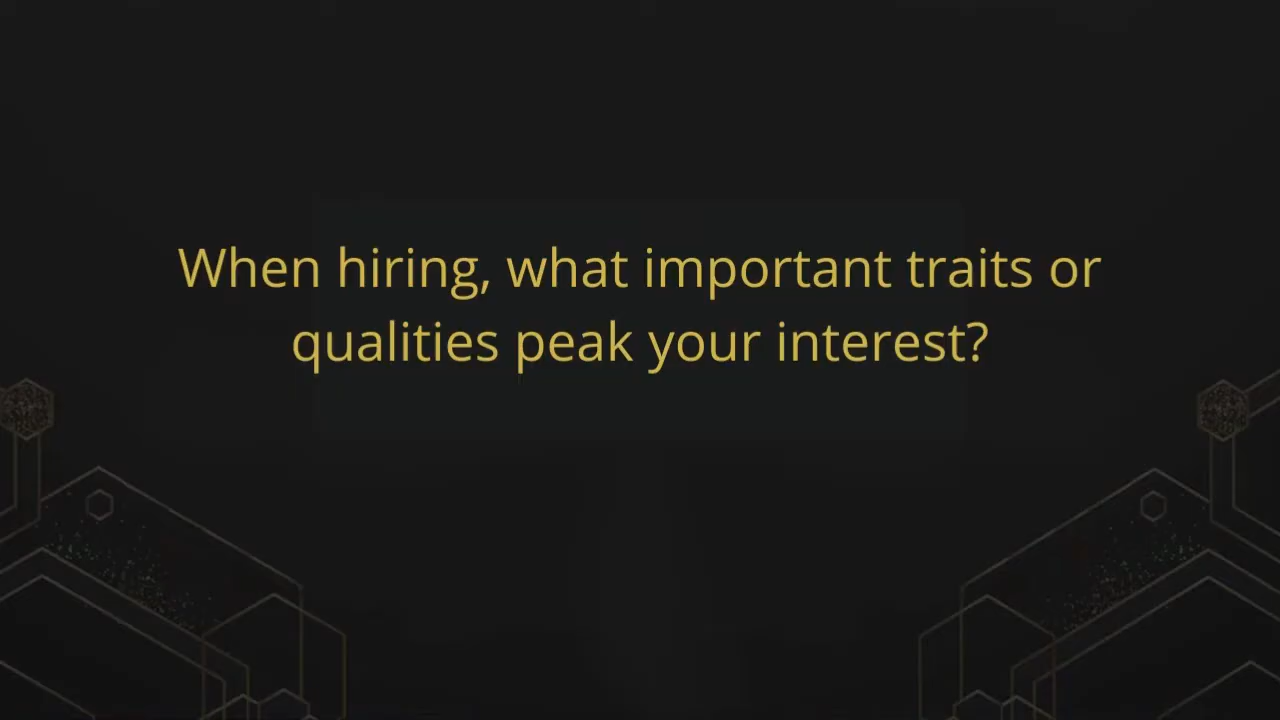 When hiring, what important traits or
qualities peak your interest?